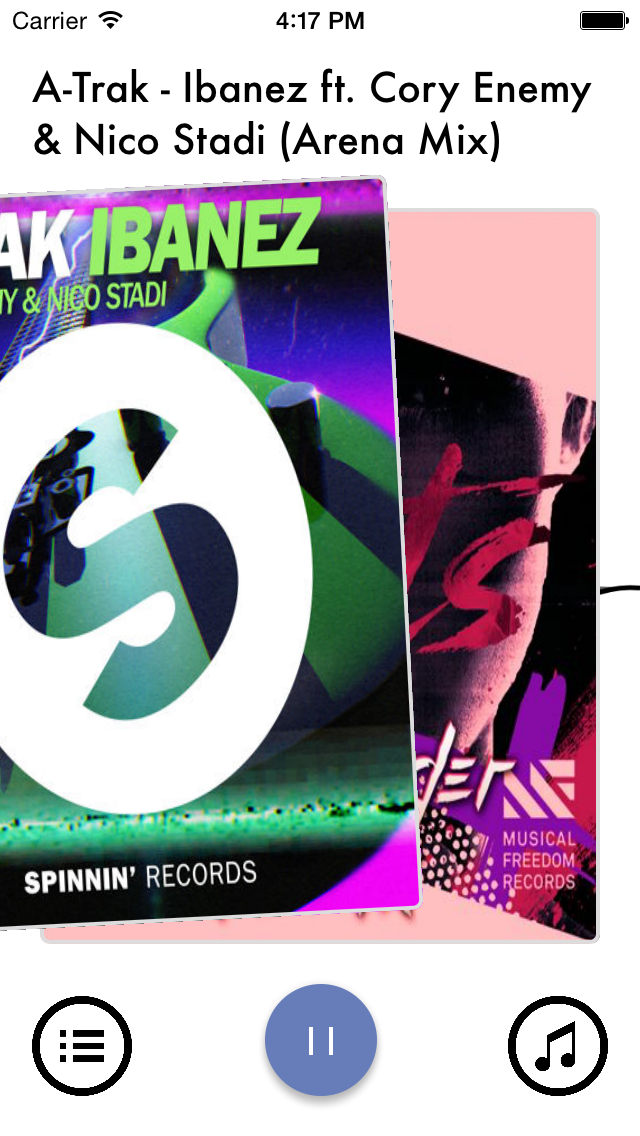 Carrier 4:17 PM
A-Trak - Ibanez ft. Cory Enemy
& Nico Stadi (Arena Mix)
AK IBANEZ
MY & NICO STADI
SPINNIN' RECORDS
MUSICAL
FREEDOM
RECORDS